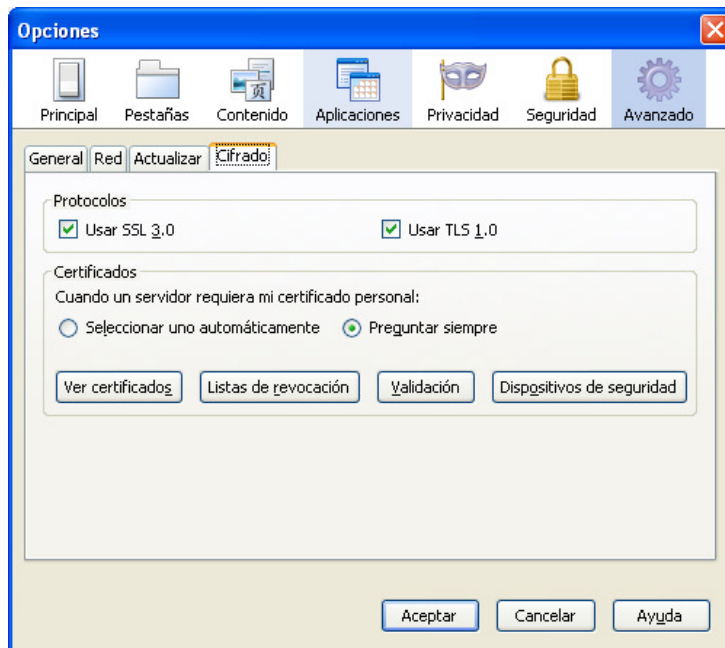 Opciones
Principal Pestañas Contenido Aplicaciones Privacidad Seguridad Avanzado
General Red Actualizar Cifrado
Protocolos
Usar SSL 3.0 Usar TLS 1.0
Certificados
Cuando un servidor requiera mi certificado personal:
Seleccionar uno automáticamente Preguntar siempre
Ver certificados Listas de revocación Validación Dispositivos de seguridad
Aceptar Cancelar Ayuda